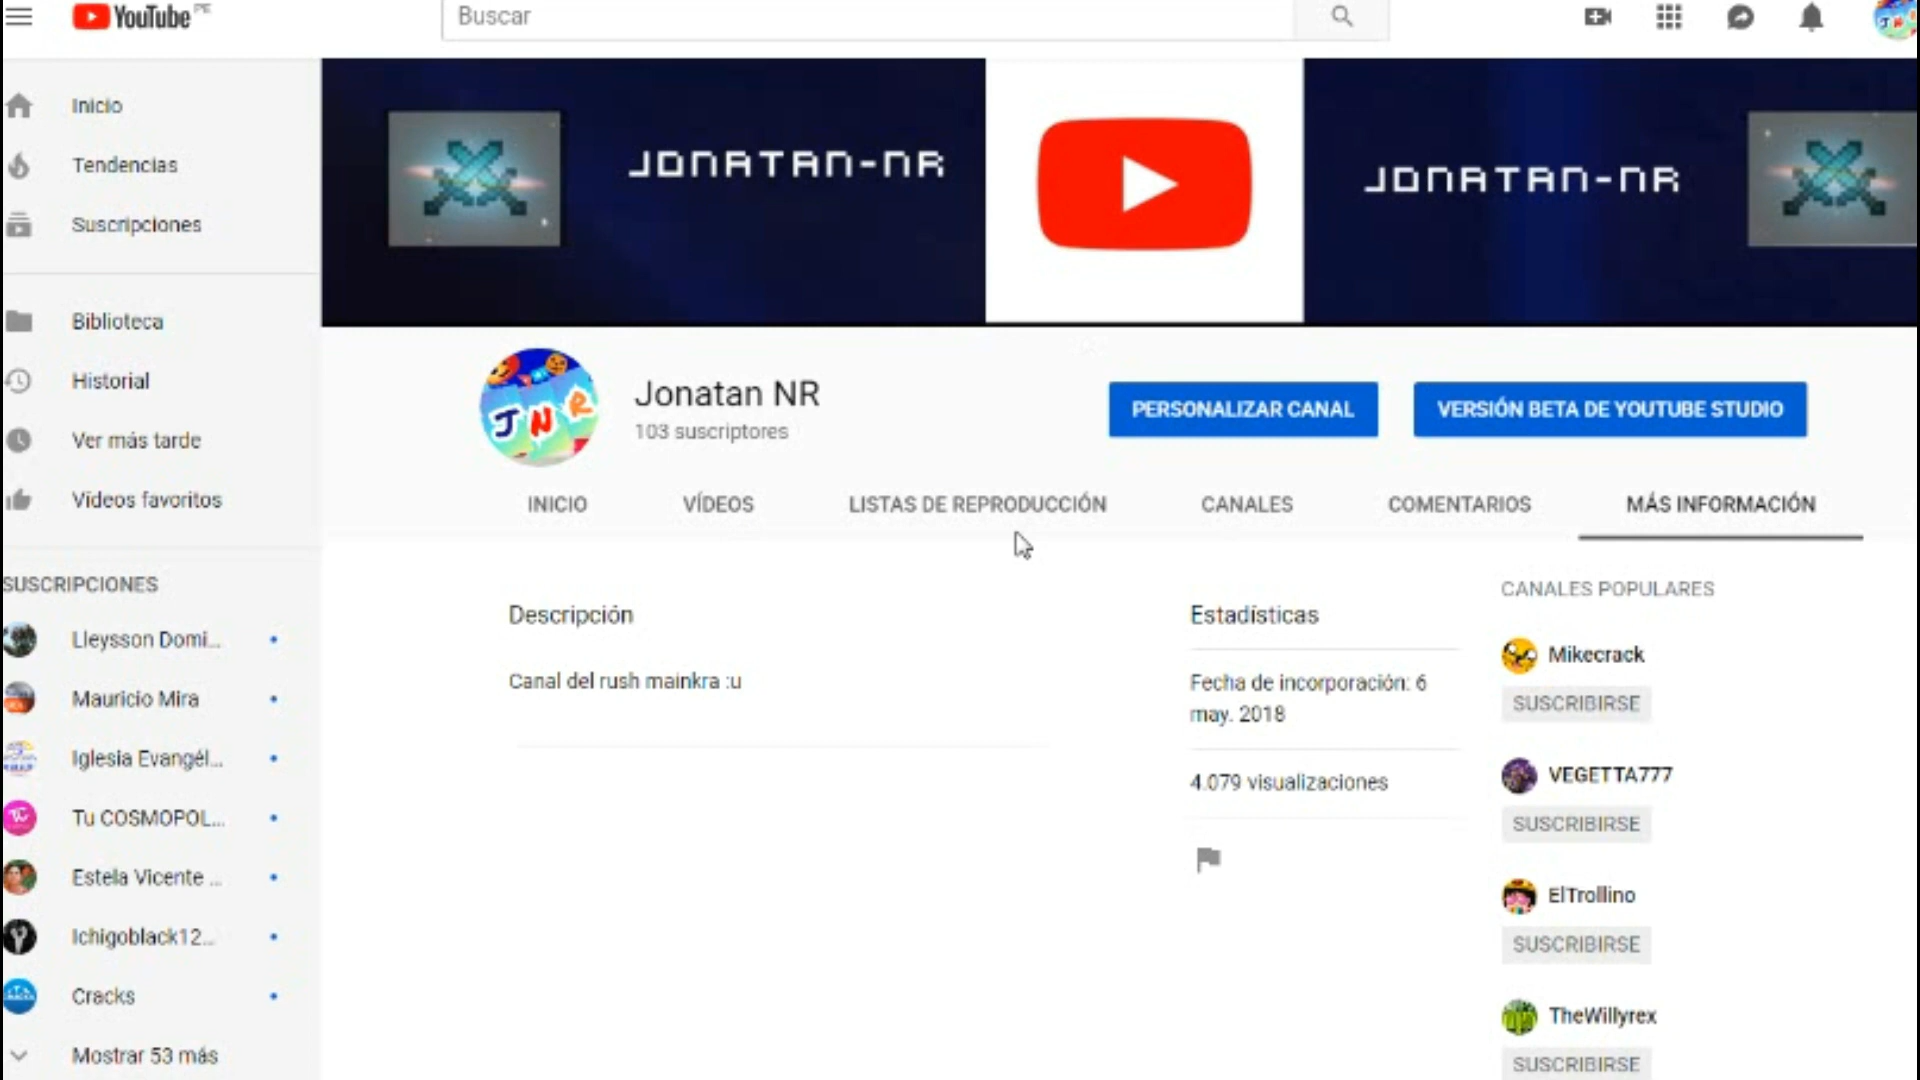 YouTube PE
Buscar
Inicio
Tendencias
Suscripciones
Biblioteca
Historial
Ver más tarde
Vídeos favoritos
SUSCRIPCIONES
Lleysson Domi...
Mauricio Mira
Iglesia Evangél...
Tu COSMOPOL...
Estela Vicente ...
Ichigoblack12...
Cracks
Mostrar 53 más
JONATAN-NR
JONATAN-NR
JNR
Jonatan NR
103 suscriptores
PERSONALIZAR CANAL
VERSIÓN BETA DE YOUTUBE STUDIO
INICIO
VÍDEOS
LISTAS DE REPRODUCCIÓN
CANALES
COMENTARIOS
MÁS INFORMACIÓN
Descripción
Canal del rush mainkra :u
Estadísticas
Fecha de incorporación: 6
may. 2018
4.079 visualizaciones
CANALES POPULARES
Mikecrack
SUSCRIBIRSE
VEGETTA777
SUSCRIBIRSE
ElTrollino
SUSCRIBIRSE
TheWillyrex
SUSCRIBIRSE